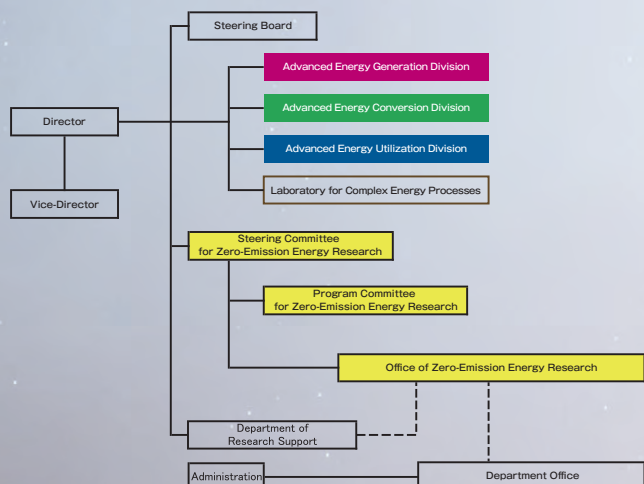 Steering Board
Advanced Energy Generation Division
Advanced Energy Conversion Division
Director
Advanced Energy Utilization Division
Vice-Director
Laboratory for Complex Energy Processes
Steering Committee
for Zero-Emission Energy Research
Program Committee
for Zero-Emission Energy Research
Office of Zero-Emission Energy Research
Department of
Research Support
Administration
Department Office